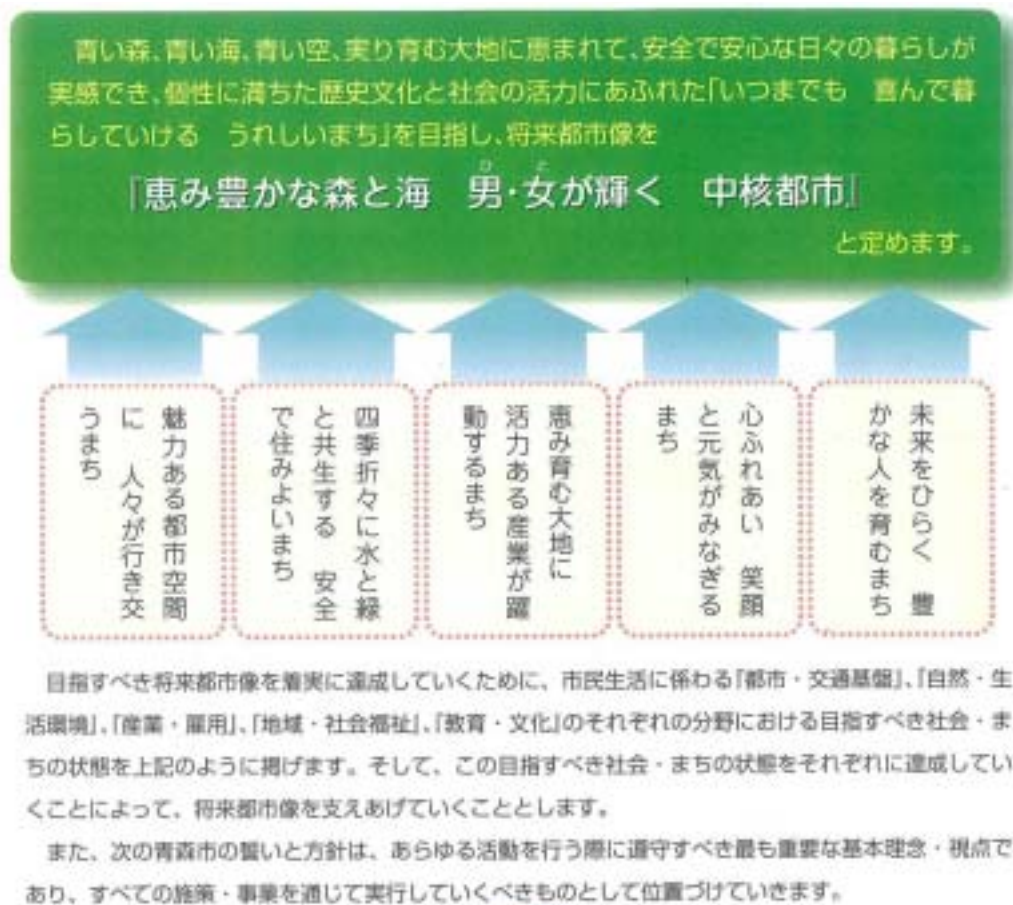 青い森、青い海、青い空、実り育む大地に恵まれて、安全で安心な日々の暮らしが
実感でき、個性に満ちた歴史文化と社会の活力にあふれた「いつまでも　喜んで暮
らしていける　うれしいまち」を目指し、将来都市像を
ひ　と
『恵み豊かな森と海　男・女が輝く　中核都市』
と定めます。
未来をひらく　豊
かな人を育むまち
心ふれあい　笑顔
と元気がみなぎる
まち
恵み育む大地に
活力ある産業が躍
動するまち
四季折々に水と緑
と共生する　安全
で住みよいまち
魅力ある都市空間
に　人々が行き交
うまち
目指すべき将来都市像を着実に達成していくために、市民生活に係わる「都市・交通基盤」、「自然・生
活環境」、「産業・雇用」、「地域・社会福祉」、「教育・文化」のそれぞれの分野における目指すべき社会・ま
ちの状態を上記のように掲げます。そして、この目指すべき社会・まちの状態をそれぞれに達成してい
くことによって、将来都市像を支えあげていくこととします。
また、次の青森市の誓いと方針は、あらゆる活動を行う際に遵守すべき最も重要な基本理念・視点で
あり、すべての施策・事業を通じて実行していくべきものとして位置づけていきます。